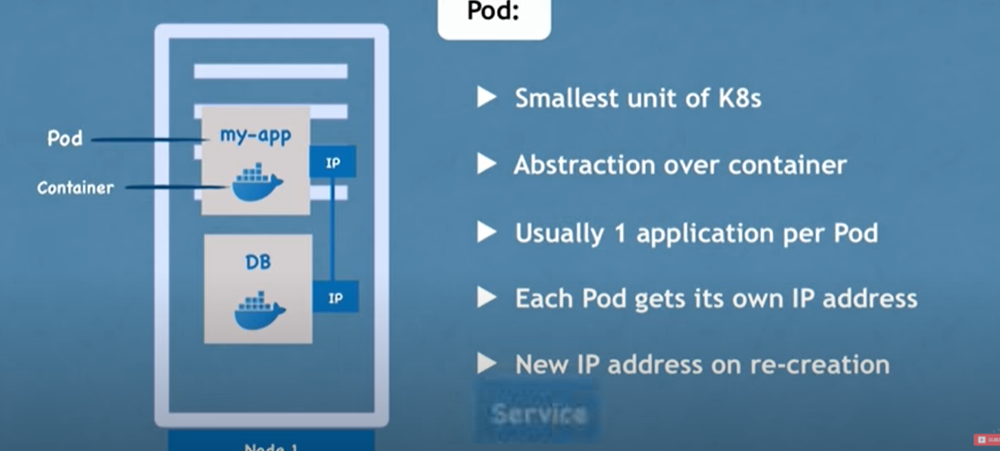 Pod:
Smallest unit of K8s
Abstraction over container
Usually 1 application per Pod
Each Pod gets its own IP address
New IP address on re-creation
Service
Pod
Container
my-app
IP
DB
IP
Node 1